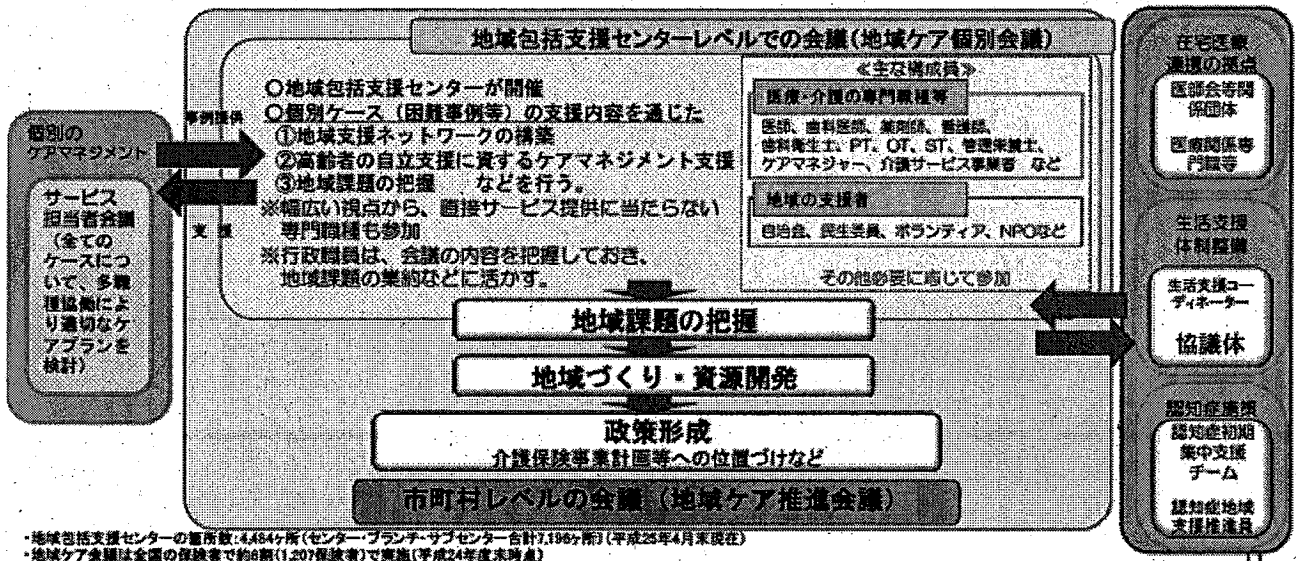 地域包括支援センターレベルでの会議(地域ケア個別会議)
〇地域包括支援センターが開催
〇個別ケース(困難事例等)の支援内容を通じた
①地域支援ネットワークの構築
②高齢者の自立支援に資するケアマネジメント支援
③地域課題の把握 などを行う。
※幅広い視点から、直接サービス提供に当たらない
専門職種も参加
※行政職員は、会議の内容を把握しておき、
地域課題の集約などに活かす。
≪主な構成員≫
医療・介護の専門職種等
医師、歯科医師、薬剤師、看護師、
歯科衛生士、PT、OT、ST、管理栄養士、
ケアマネジャー、介護サービス事業者 など
地域の支援者
自治会、民生委員、ボランティア、NPOなど
その他必要に応じて参加
個別の
ケアマネジメント
サービス
担当者会議
(全ての
ケースにつ
いて、多職
種協働によ
り適切なケ
アプランを
検討)
事例提供
支 援
地域課題の把握
地域づくり・資源開発
政策形成
介護保険事業計画等への位置づけなど
市町村レベルの会議(地域ケア推進会議)
在宅医療
連携の拠点
医師会等関
係団体
医療関係専
門職等
生活支援
体制整備
生活支援コー
ディネーター
協議体
認知症施策
認知症初期
集中支援
チーム
認知症地域
支援推進員
・地域包括支援センターの箇所数:4,484ヶ所(センター・ブランチ・サブセンター合計7,196ヶ所)(平成25年4月末現在)
・地域ケア会議は全国の保険者で約8割(1,207保険者)で実施(平成24年度末時点)